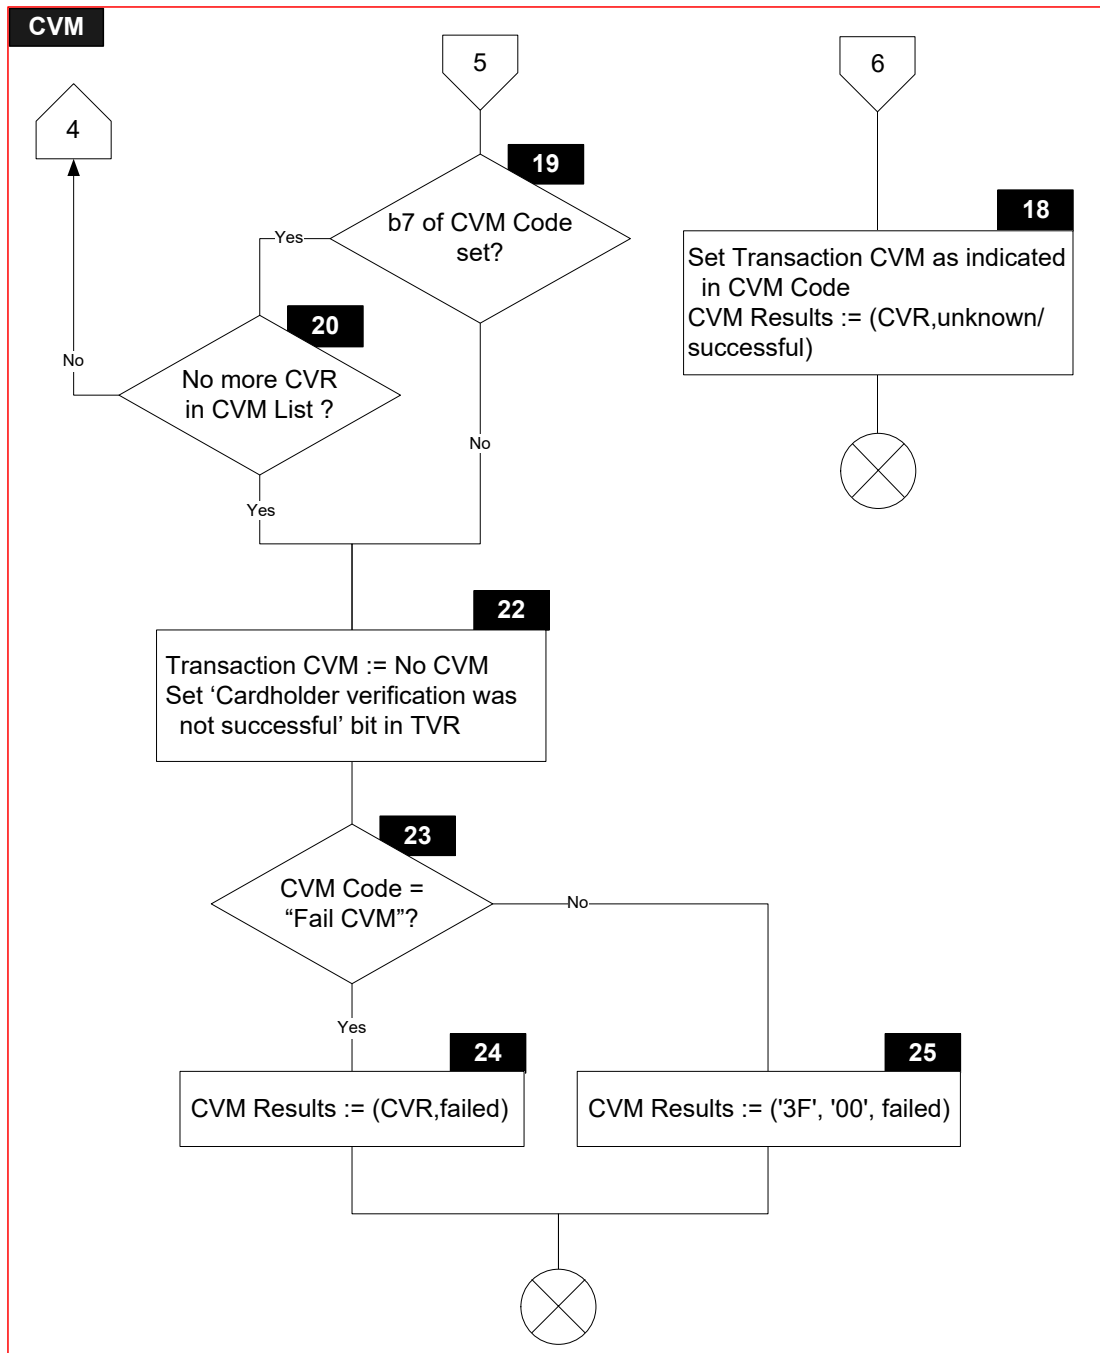 CVM
5
6
4
19
b7 of CVM Code
set?
Yes
18
Set Transaction CVM as indicated
in CVM Code
CVM Results := (CVR,unknown/
successful)
20
No more CVR
in CVM List ?
No
No
Yes
22
Transaction CVM := No CVM
Set ‘Cardholder verification was
not successful’ bit in TVR
23
CVM Code =
“Fail CVM”?
No
Yes
24
CVM Results := (CVR,failed)
25
CVM Results := ('3F', '00', failed)